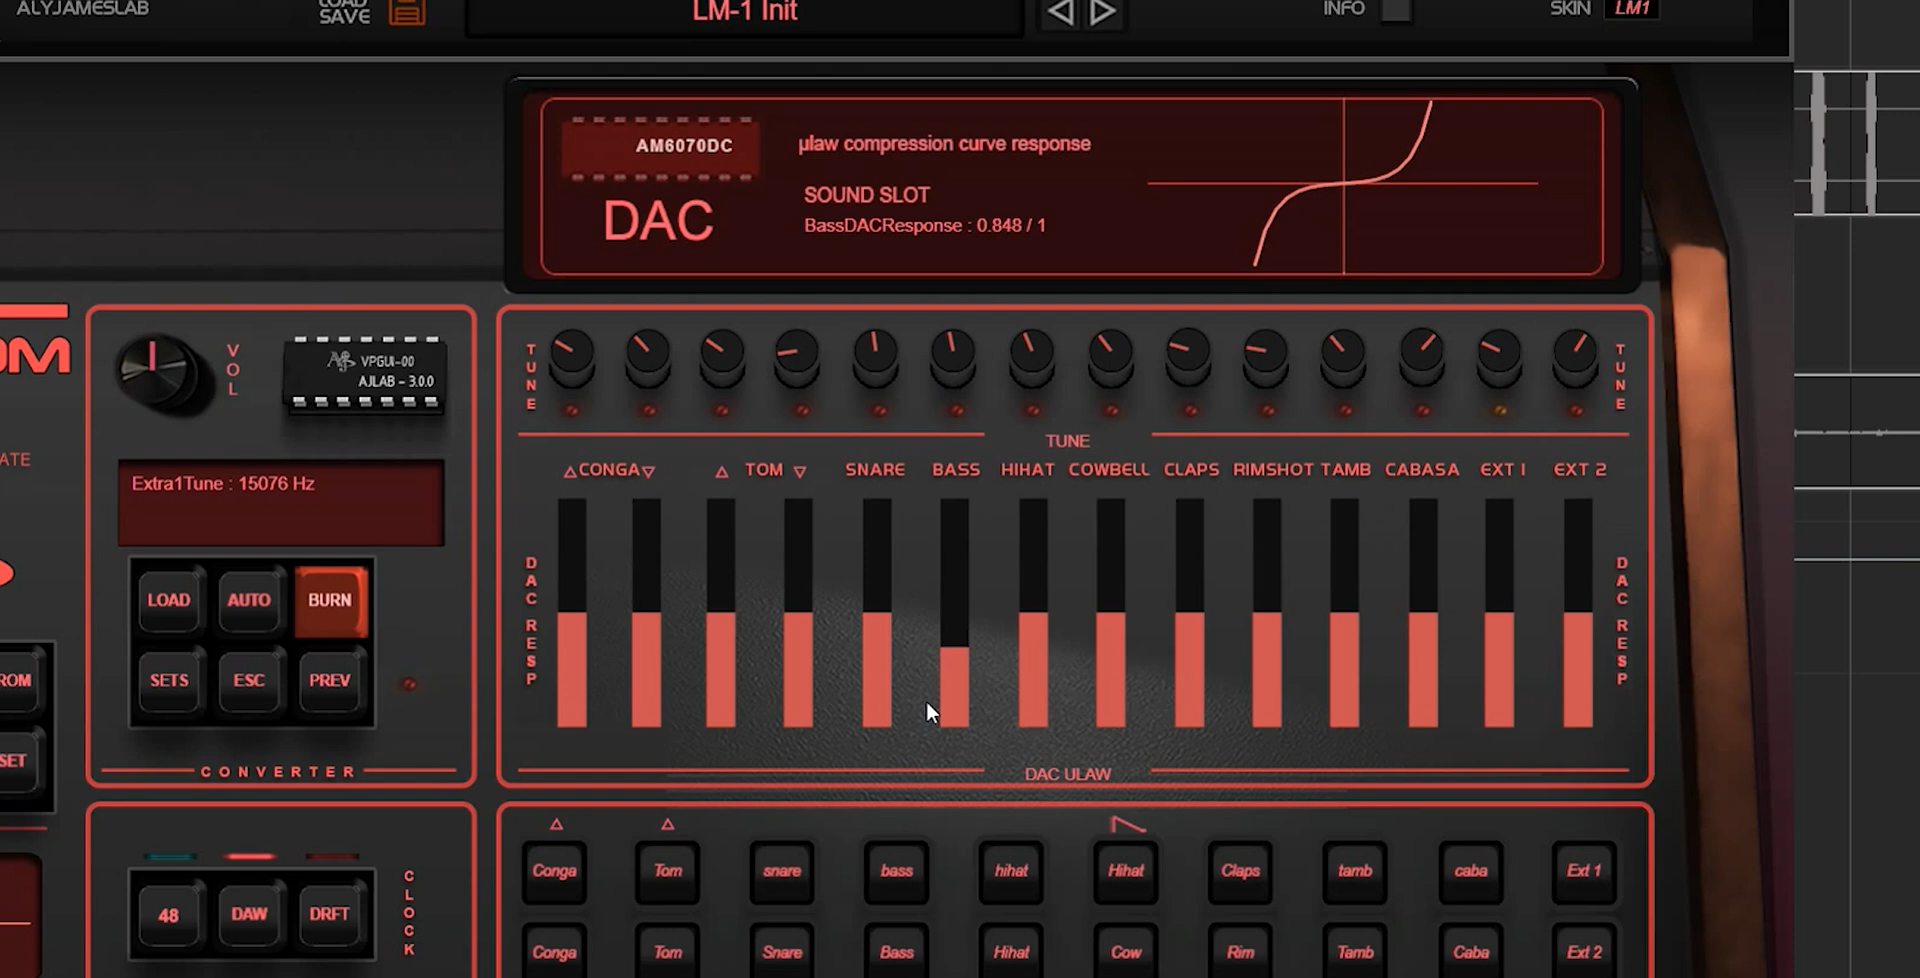 ALYJAMESLAB
LOAD
SAVE
LM-1 Init
INFO
SKIN
LM1
AM6070DC
DAC
µlaw compression curve response
SOUND SLOT
BassDACResponse : 0.848 / 1
VOL
VPGUI-00
AJLAB - 3.0.0
Extra1Tune : 15076 Hz
LOAD
AUTO
BURN
SETS
ESC
PREV
CONVERTER
TUNE
TUNE
TUNE
CONGA
TOM
SNARE
BASS
HIHAT
COWBELL
CLAPS
RIMSHOT
TAMB
CABASA
EXT 1
EXT 2
DAC RESP
DAC RESP
DAC ULAW
48
DAW
DRFT
CLOCK
Conga
Tom
snare
bass
hihat
Hihat
Claps
tamb
caba
Ext 1
Conga
Tom
Snare
Bass
Hihat
Cow
Rim
Tamb
Caba
Ext 2